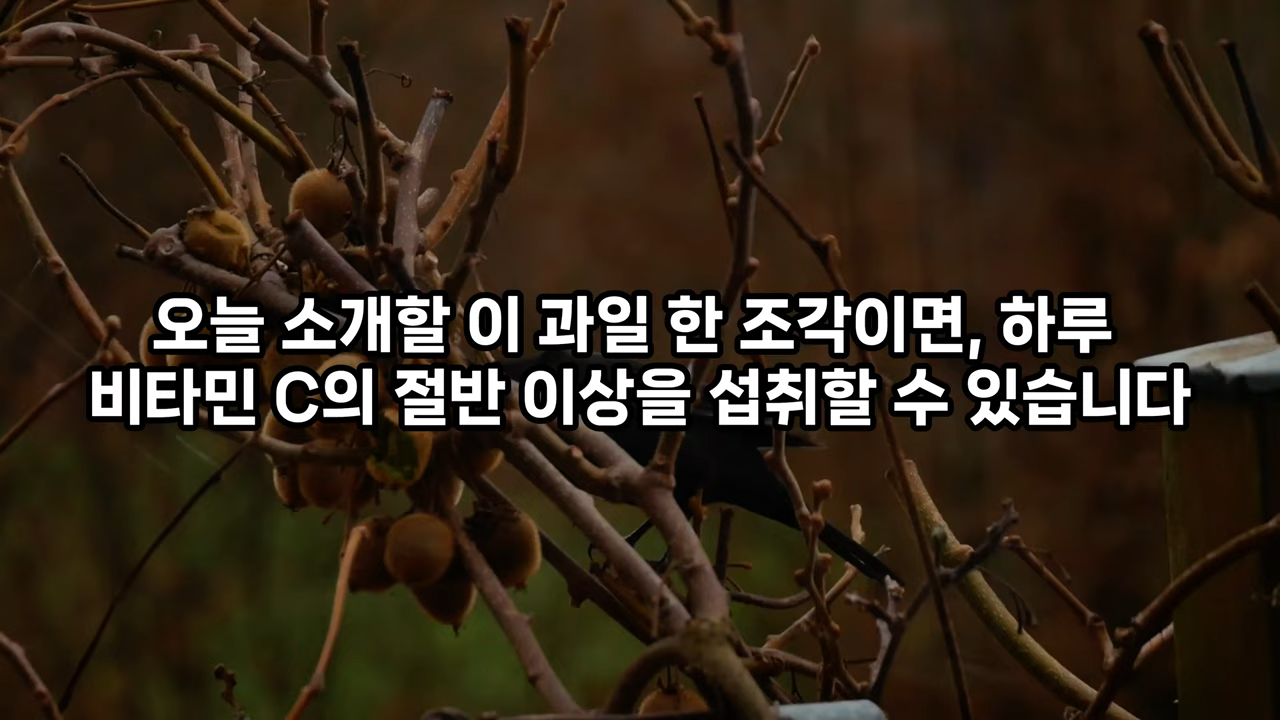 오늘 소개할 이 과일 한 조각이면, 하루
비타민 C의 절반 이상을 섭취할 수 있습니다